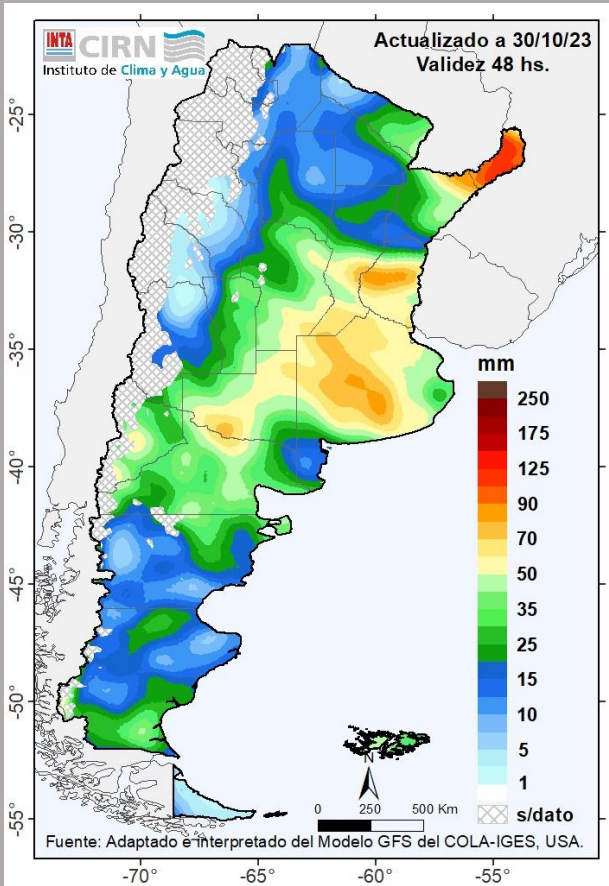 INTA CIRN
Instituto de Clima y Agua
Actualizado a 30/10/23
Validez 48 hs.
-25°
-30°
-35°
-40°
-45°
-50°
-55°
mm
250
175
125
90
70
50
35
25
15
10
5
1
s/dato
N
0 250 500 Km
Fuente: Adaptado e interpretado del Modelo GFS del COLA-IGES, USA.
-70° -65° -60° -55°